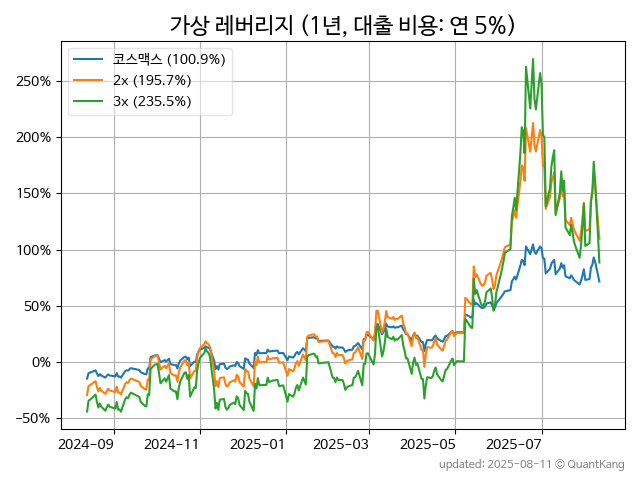 가상 레버리지 (1년, 대출 비용: 연 5%)
코스맥스 (100.9%)
2x (195.7%)
3x (235.5%)
250%
200%
150%
100%
50%
0%
−50%
2024-09
2024-11
2025-01
2025-03
2025-05
2025-07
updated: 2025-08-11 © QuantKang